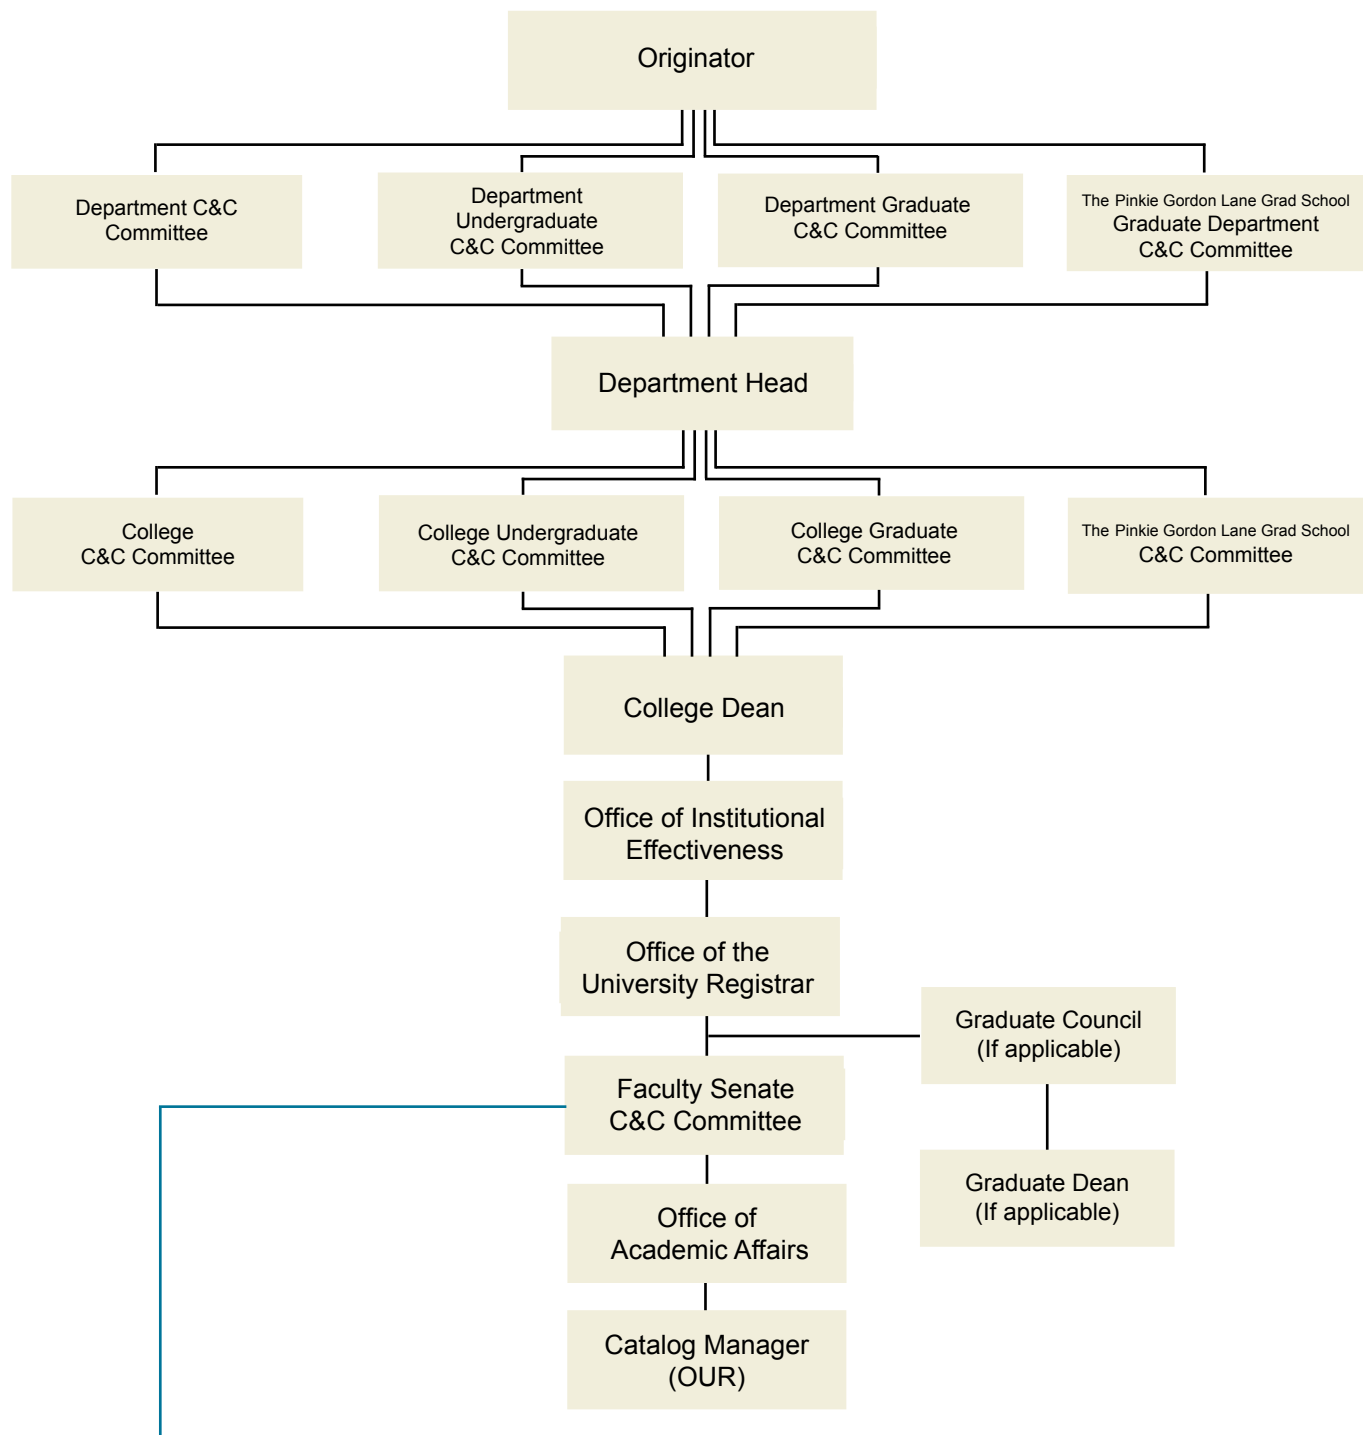 Originator
Department C&C
Committee
Department
Undergraduate
C&C Committee
Department Graduate
C&C Committee
The Pinkie Gordon Lane Grad School
Graduate Department
C&C Committee
Department Head
College
C&C Committee
College Undergraduate
C&C Committee
College Graduate
C&C Committee
The Pinkie Gordon Lane Grad School
C&C Committee
College Dean
Office of Institutional
Effectiveness
Office of the
University Registrar
Graduate Council
(If applicable)
Faculty Senate
C&C Committee
Graduate Dean
(If applicable)
Office of
Academic Affairs
Catalog Manager
(OUR)